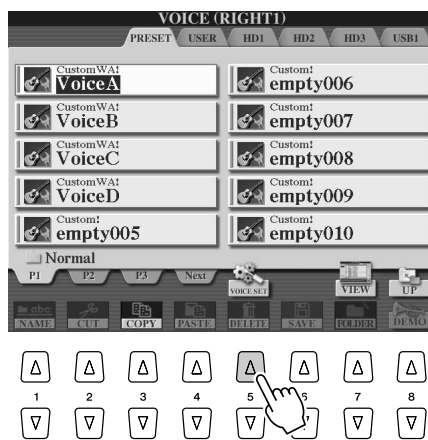 VOICE (RIGHT1)
PRESET USER HD1 HD2 HD3 USB1
CustomWA!
VoiceA
Custom!
empty006
CustomWA!
VoiceB
Custom!
empty007
CustomWA!
VoiceC
Custom!
empty008
CustomWA!
VoiceD
Custom!
empty009
Custom!
empty005
Custom!
empty010
Normal
P1 P2 P3 Next VOICE SET VIEW UP
abc
NAME CUT COPY PASTE DELETE SAVE FOLDER DEMO
1 2 3 4 5 6 7 8